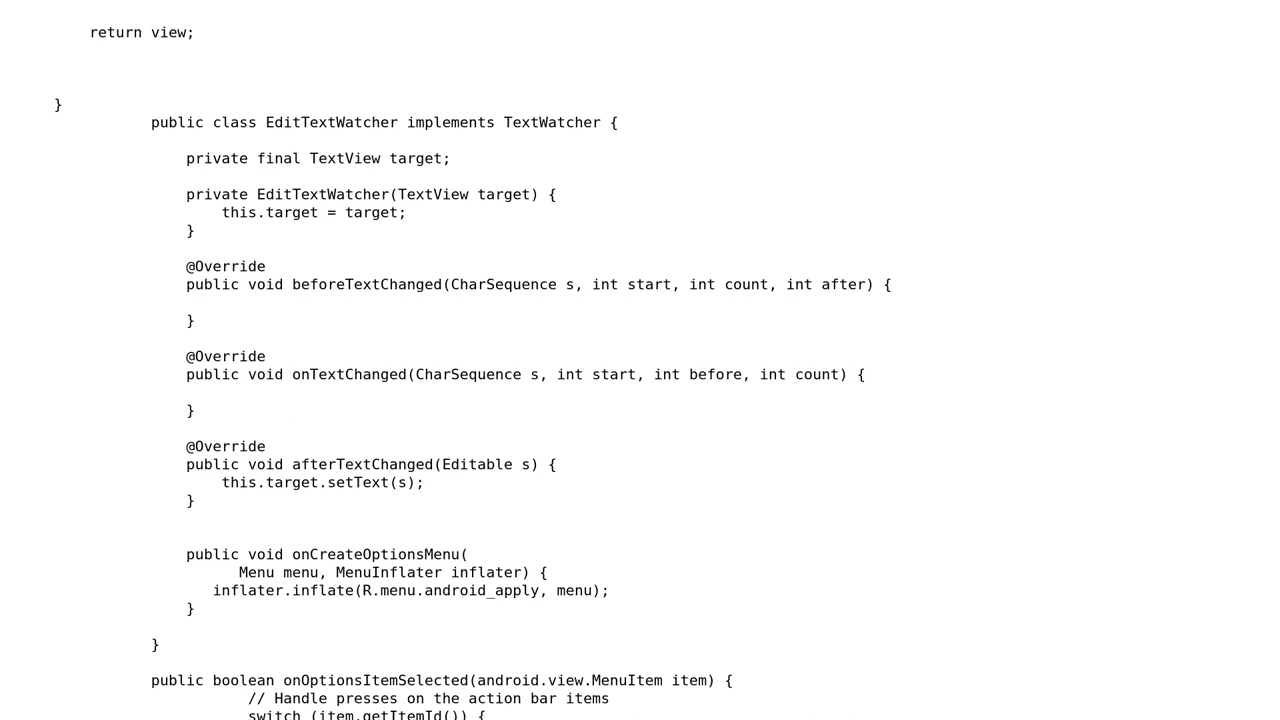 return view;
}
public class EditTextWatcher implements TextWatcher {
private final TextView target;
private EditTextWatcher(TextView target) {
this.target = target;
}
@Override
public void beforeTextChanged(CharSequence s, int start, int count, int after) {
}
@Override
public void onTextChanged(CharSequence s, int start, int before, int count) {
}
@Override
public void afterTextChanged(Editable s) {
this.target.setText(s);
}
public void onCreateOptionsMenu(
Menu menu, MenuInflater inflater) {
inflater.inflate(R.menu.android_apply, menu);
}
}
public boolean onOptionsItemSelected(android.view.MenuItem item) {
// Handle presses on the action bar items
switch (item.getItemId()) {